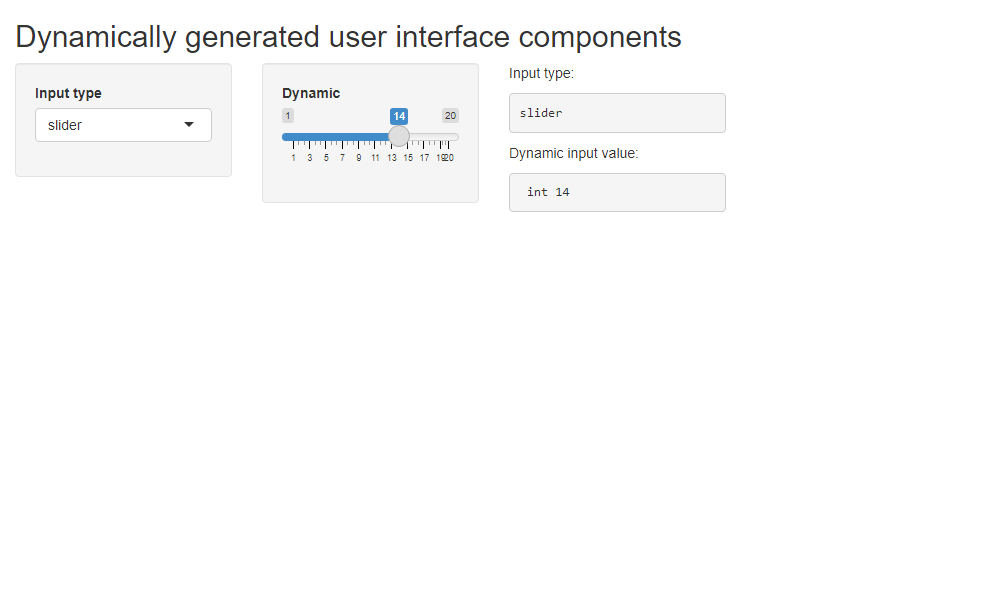 Dynamically generated user interface components
Input type
slider
Dynamic
1 14 20
1 3 5 7 9 11 13 15 17 19 20
Input type:
slider
Dynamic input value:
int 14